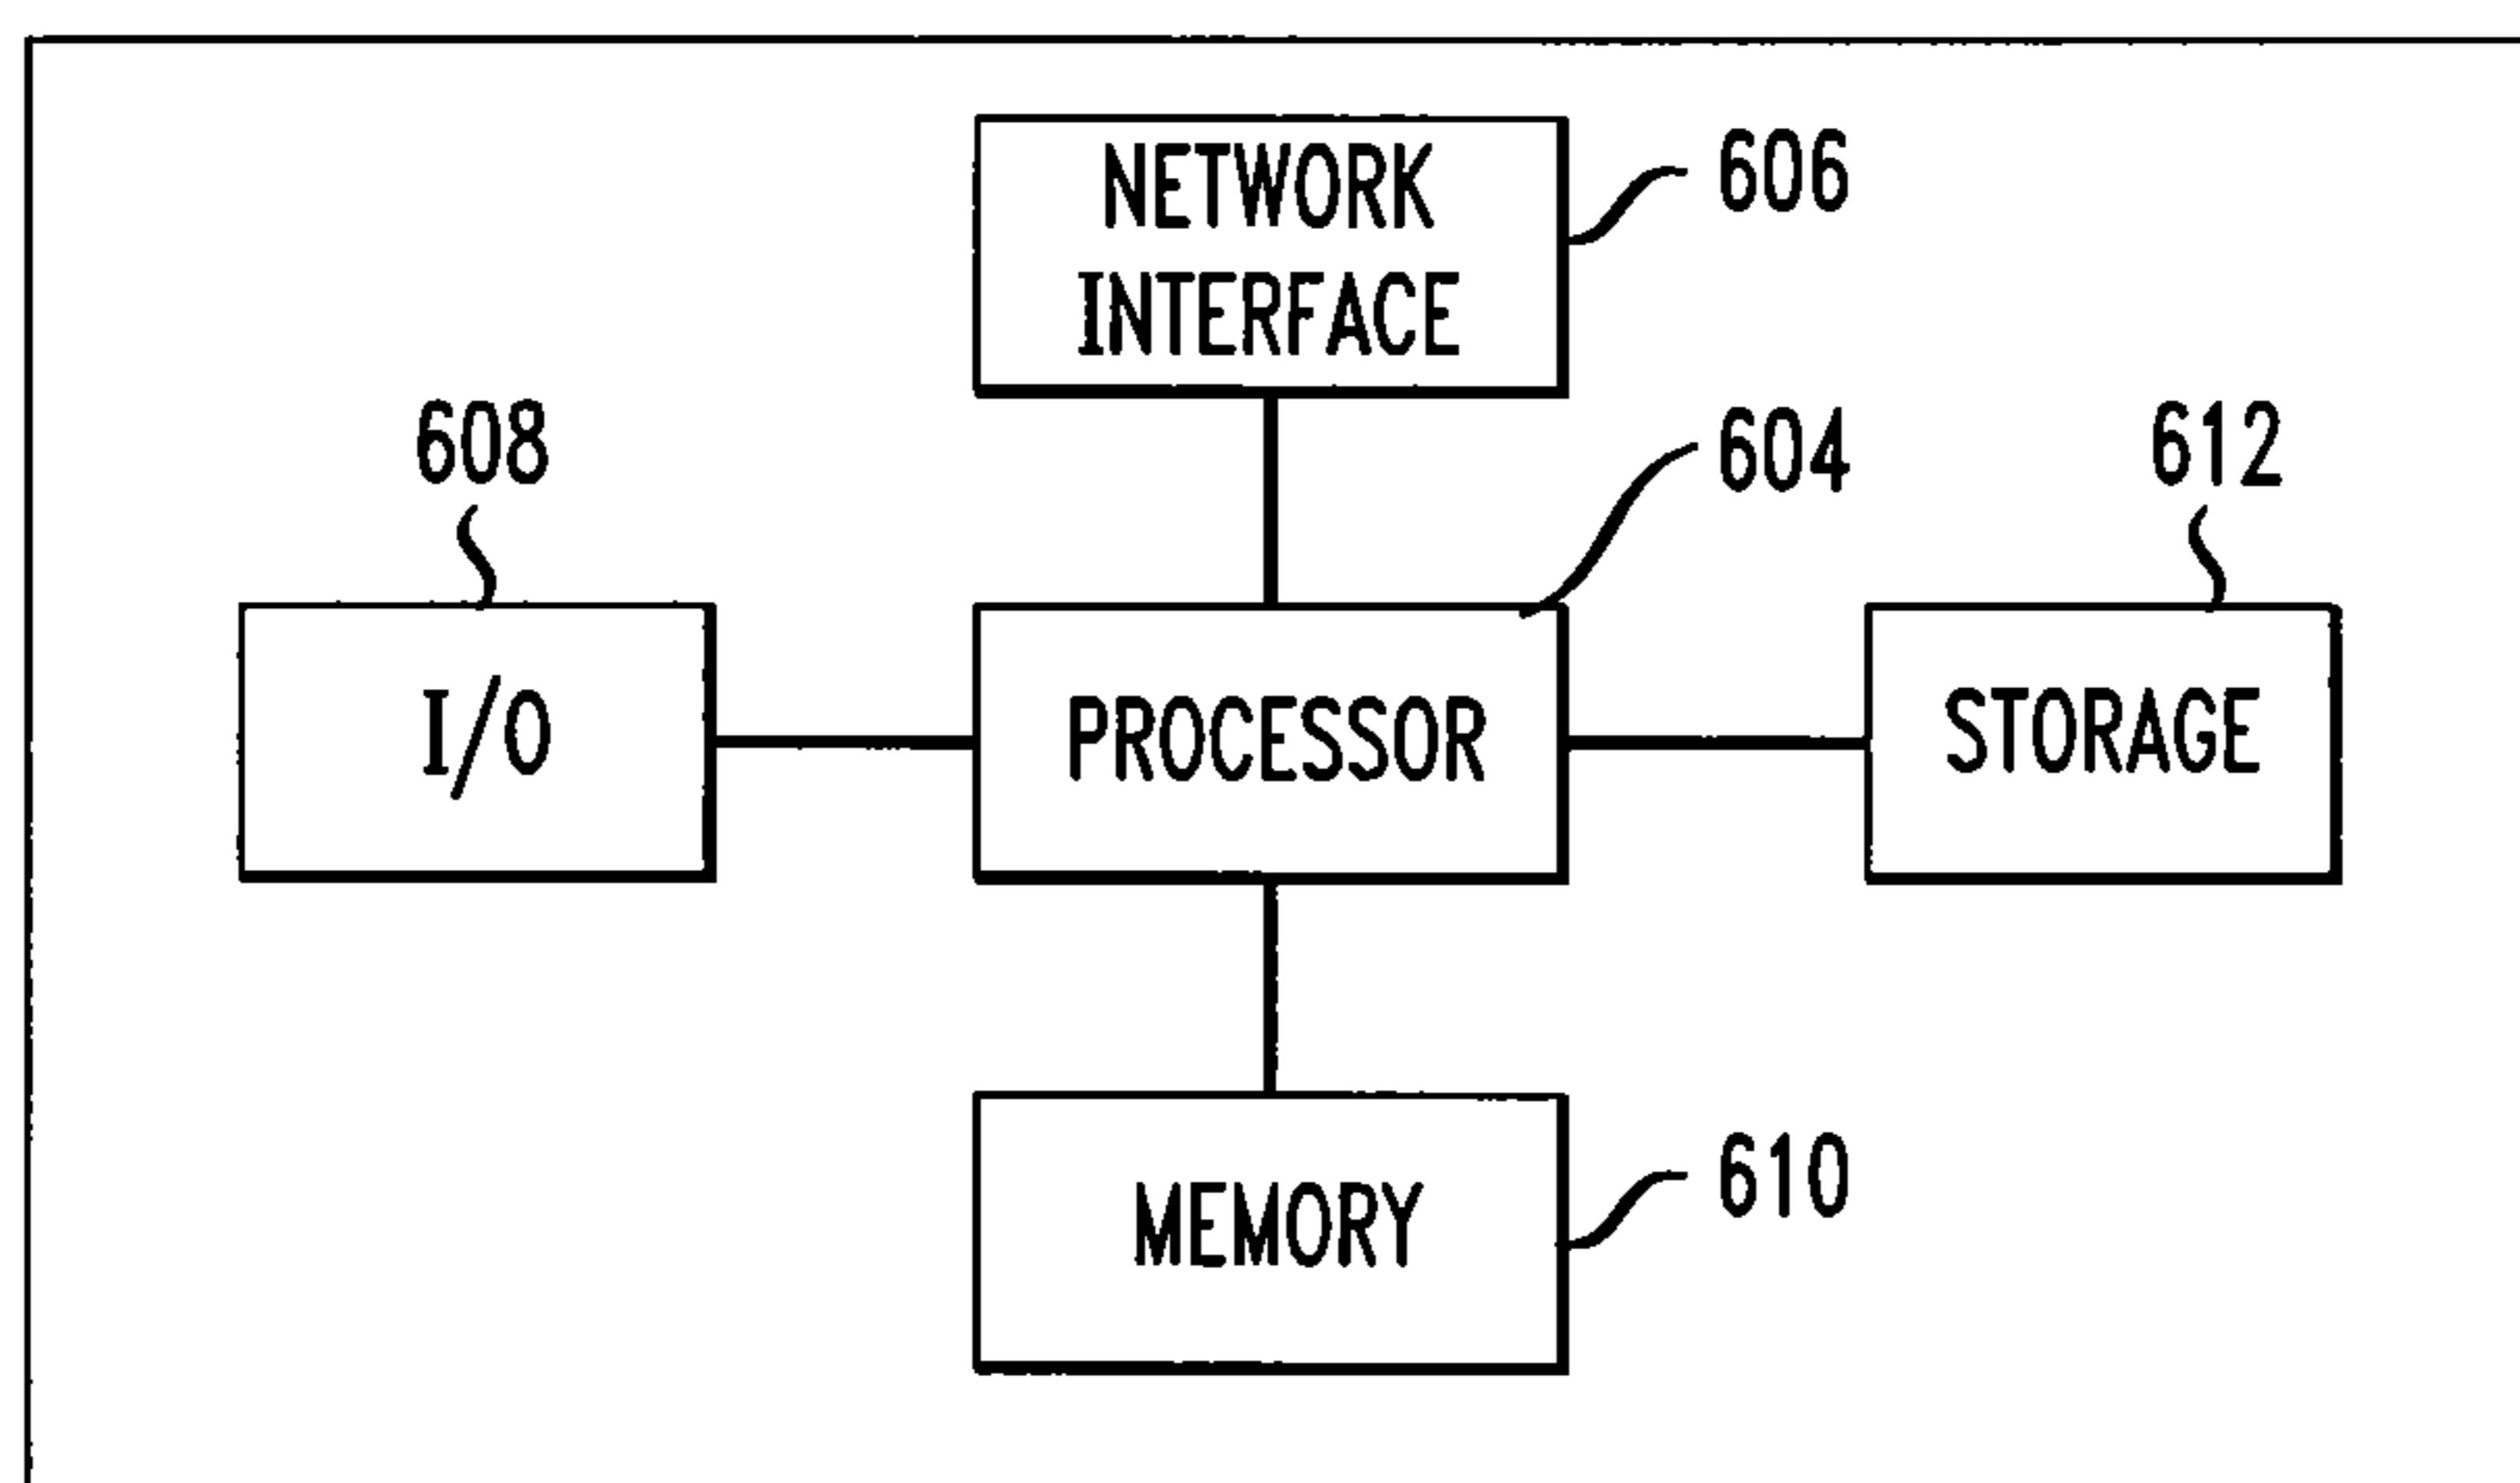 NETWORK
INTERFACE
606
608
604
612
I/O
PROCESSOR
STORAGE
MEMORY
610